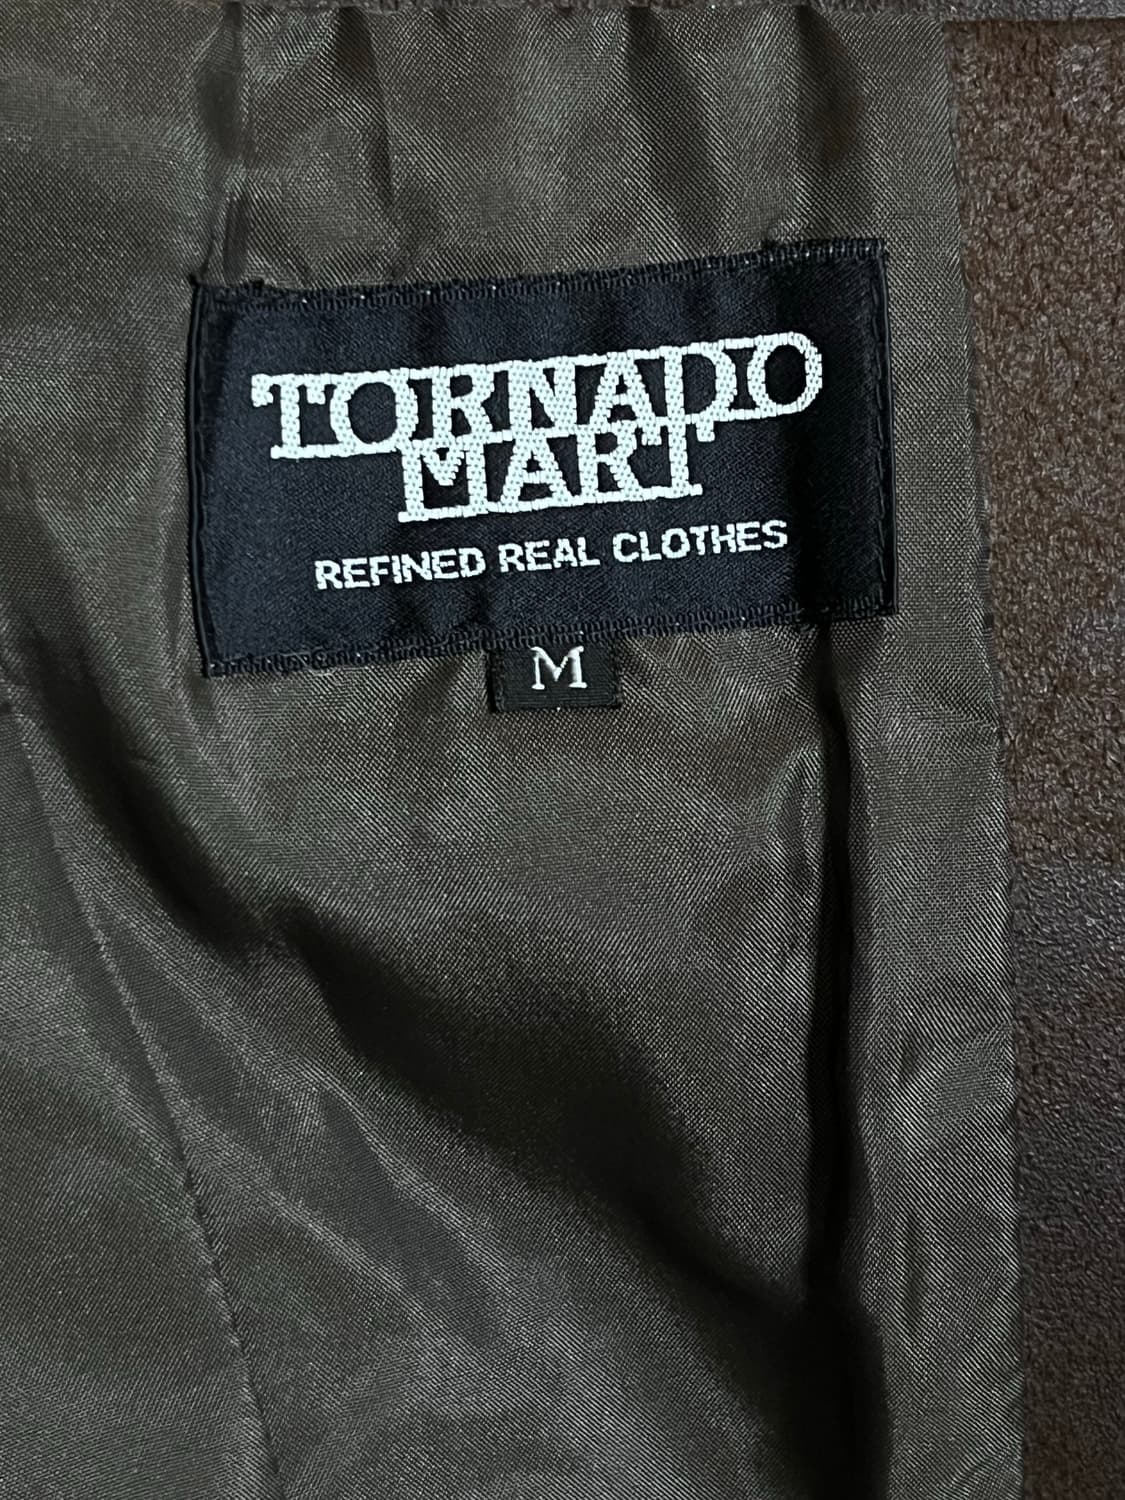 TORNADO
MART
REFINED REAL CLOTHES
M